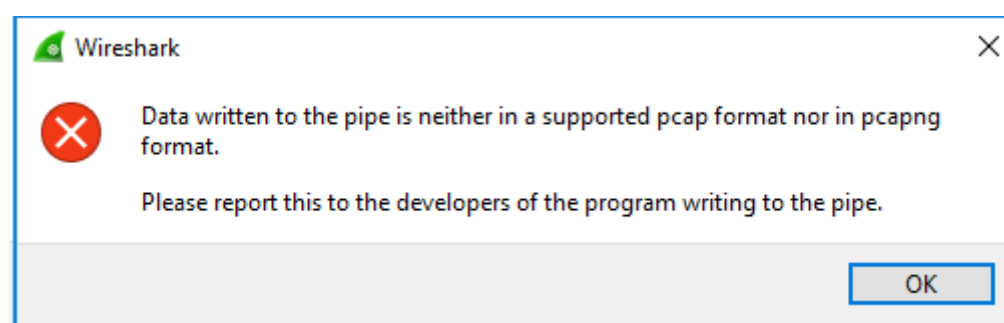 Wireshark
Data written to the pipe is neither in a supported pcap format nor in pcapng
format.
Please report this to the developers of the program writing to the pipe.
OK